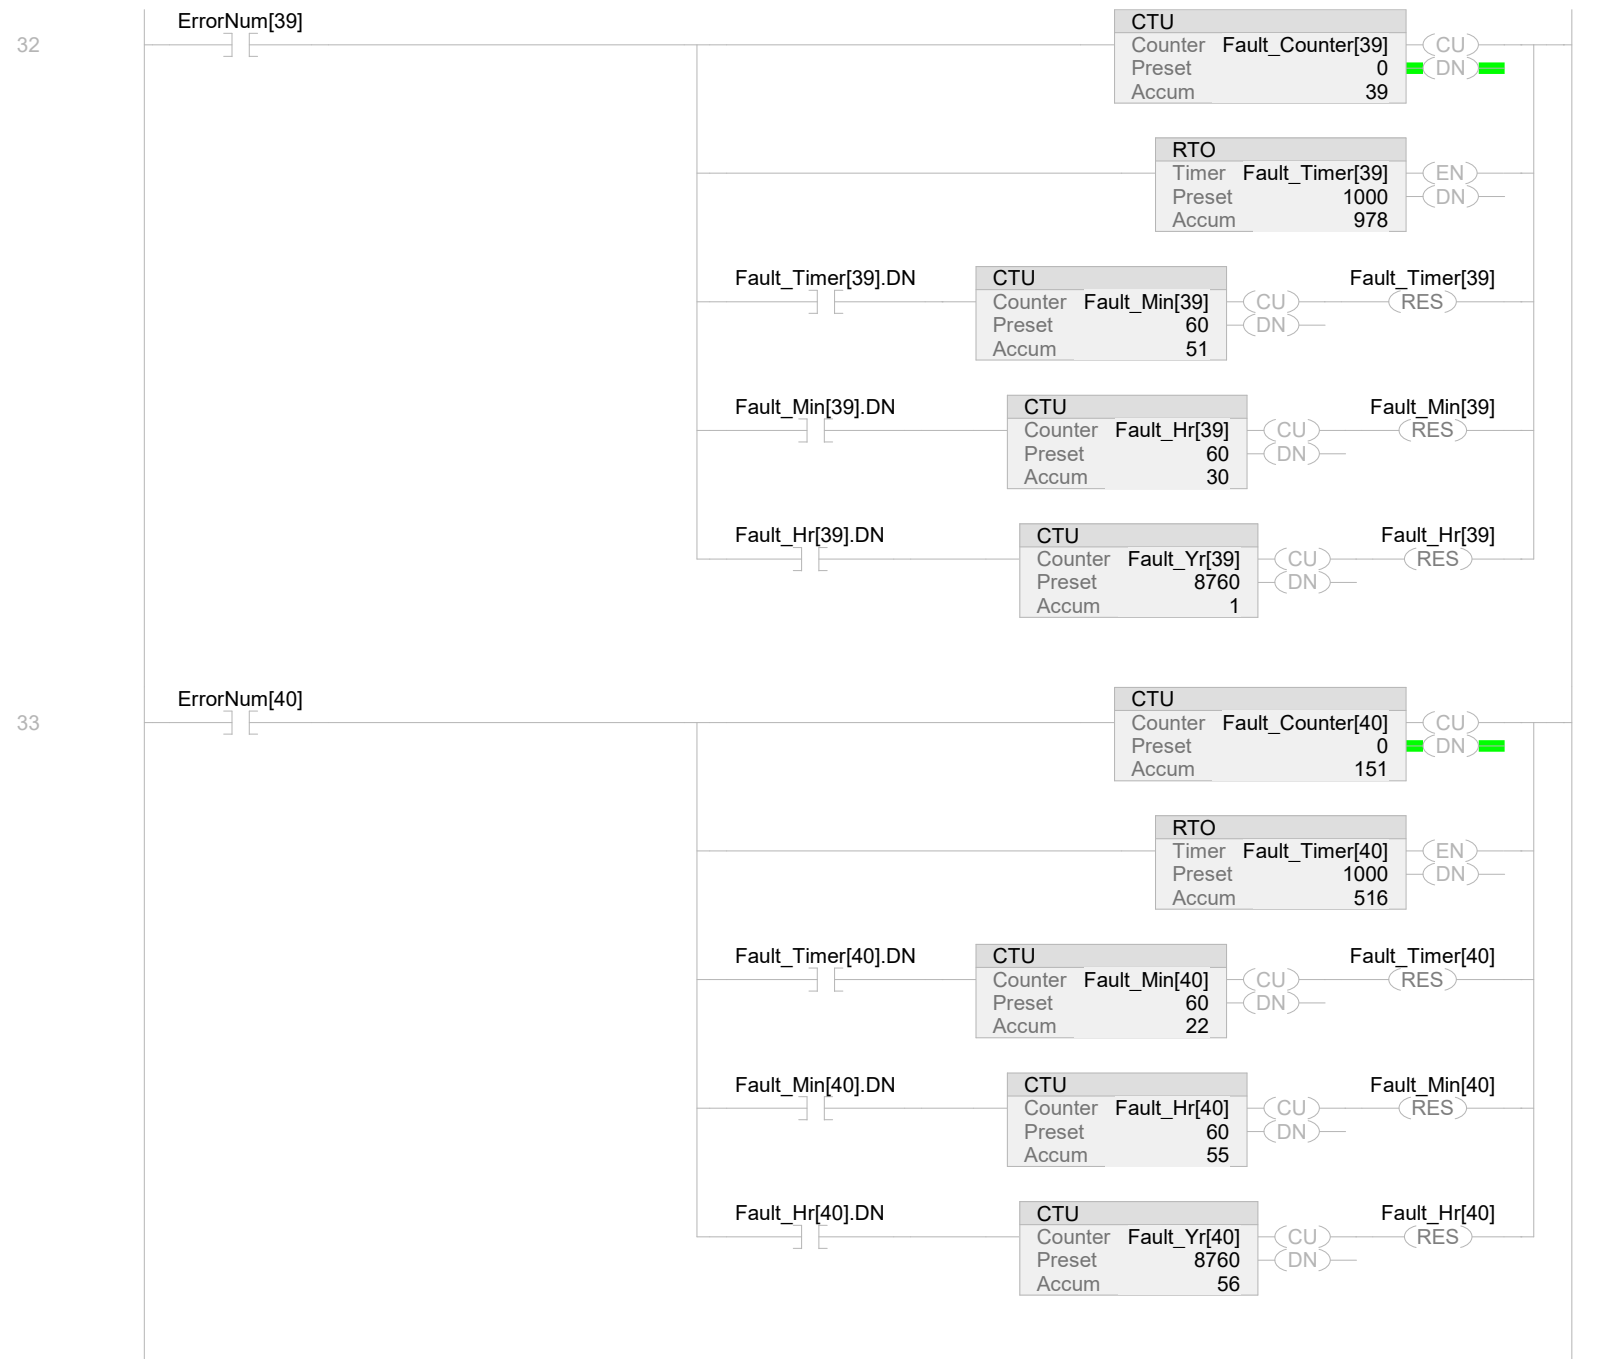 ErrorNum[39]
32
CTU
Counter Fault_Counter[39] CU
Preset 0 DN
Accum 39
RTO
Timer Fault_Timer[39] EN
Preset 1000 DN
Accum 978
Fault_Timer[39].DN CTU Fault_Timer[39]
Counter Fault_Min[39] CU RES
Preset 60 DN
Accum 51
Fault_Min[39].DN CTU Fault_Min[39]
Counter Fault_Hr[39] CU RES
Preset 60 DN
Accum 30
Fault_Hr[39].DN CTU Fault_Hr[39]
Counter Fault_Yr[39] CU RES
Preset 8760 DN
Accum 1
ErrorNum[40]
33
CTU
Counter Fault_Counter[40] CU
Preset 0 DN
Accum 151
RTO
Timer Fault_Timer[40] EN
Preset 1000 DN
Accum 516
Fault_Timer[40].DN CTU Fault_Timer[40]
Counter Fault_Min[40] CU RES
Preset 60 DN
Accum 22
Fault_Min[40].DN CTU Fault_Min[40]
Counter Fault_Hr[40] CU RES
Preset 60 DN
Accum 55
Fault_Hr[40].DN CTU Fault_Hr[40]
Counter Fault_Yr[40] CU RES
Preset 8760 DN
Accum 56